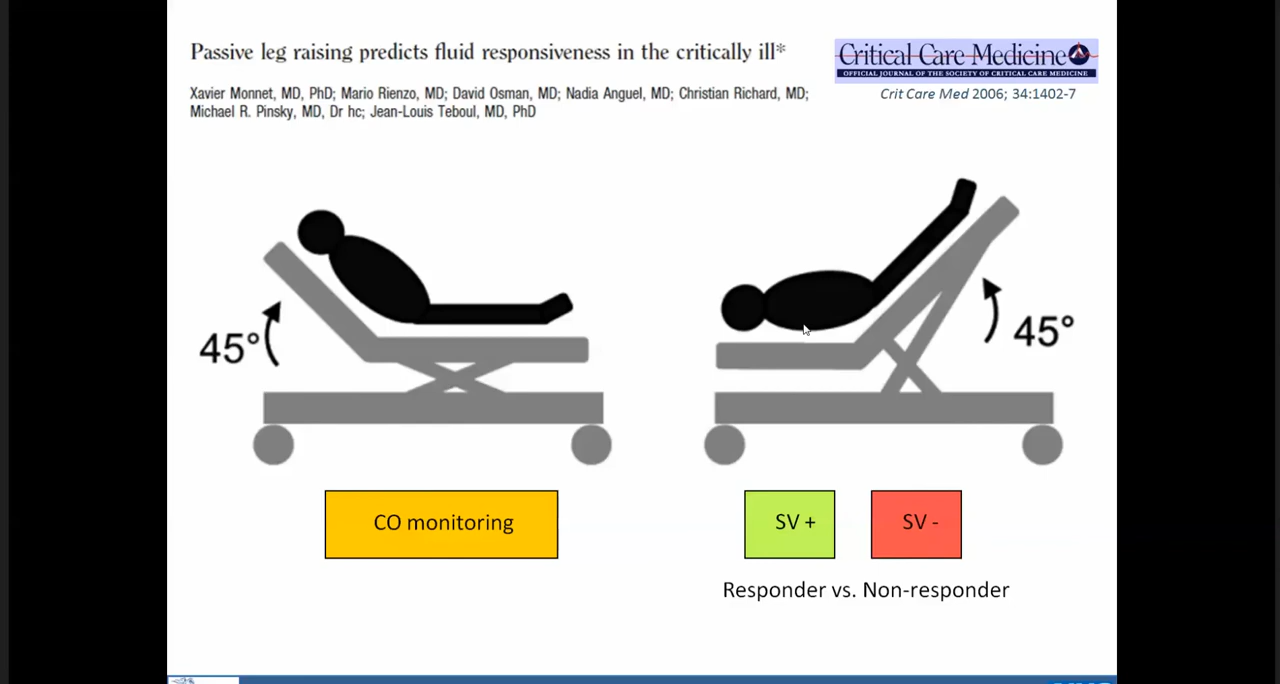 Passive leg raising predicts fluid responsiveness in the critically ill*
Critical Care Medicine
OFFICIAL JOURNAL OF THE SOCIETY OF CRITICAL CARE MEDICINE
Xavier Monnet, MD, PhD; Mario Rienzo, MD; David Osman, MD; Nadia Anguel, MD; Christian Richard, MD;
Michael R. Pinsky, MD, Dr hc; Jean-Louis Teboul, MD, PhD
Crit Care Med 2006; 34:1402-7
45°
45°
CO monitoring
SV +
SV -
Responder vs. Non-responder